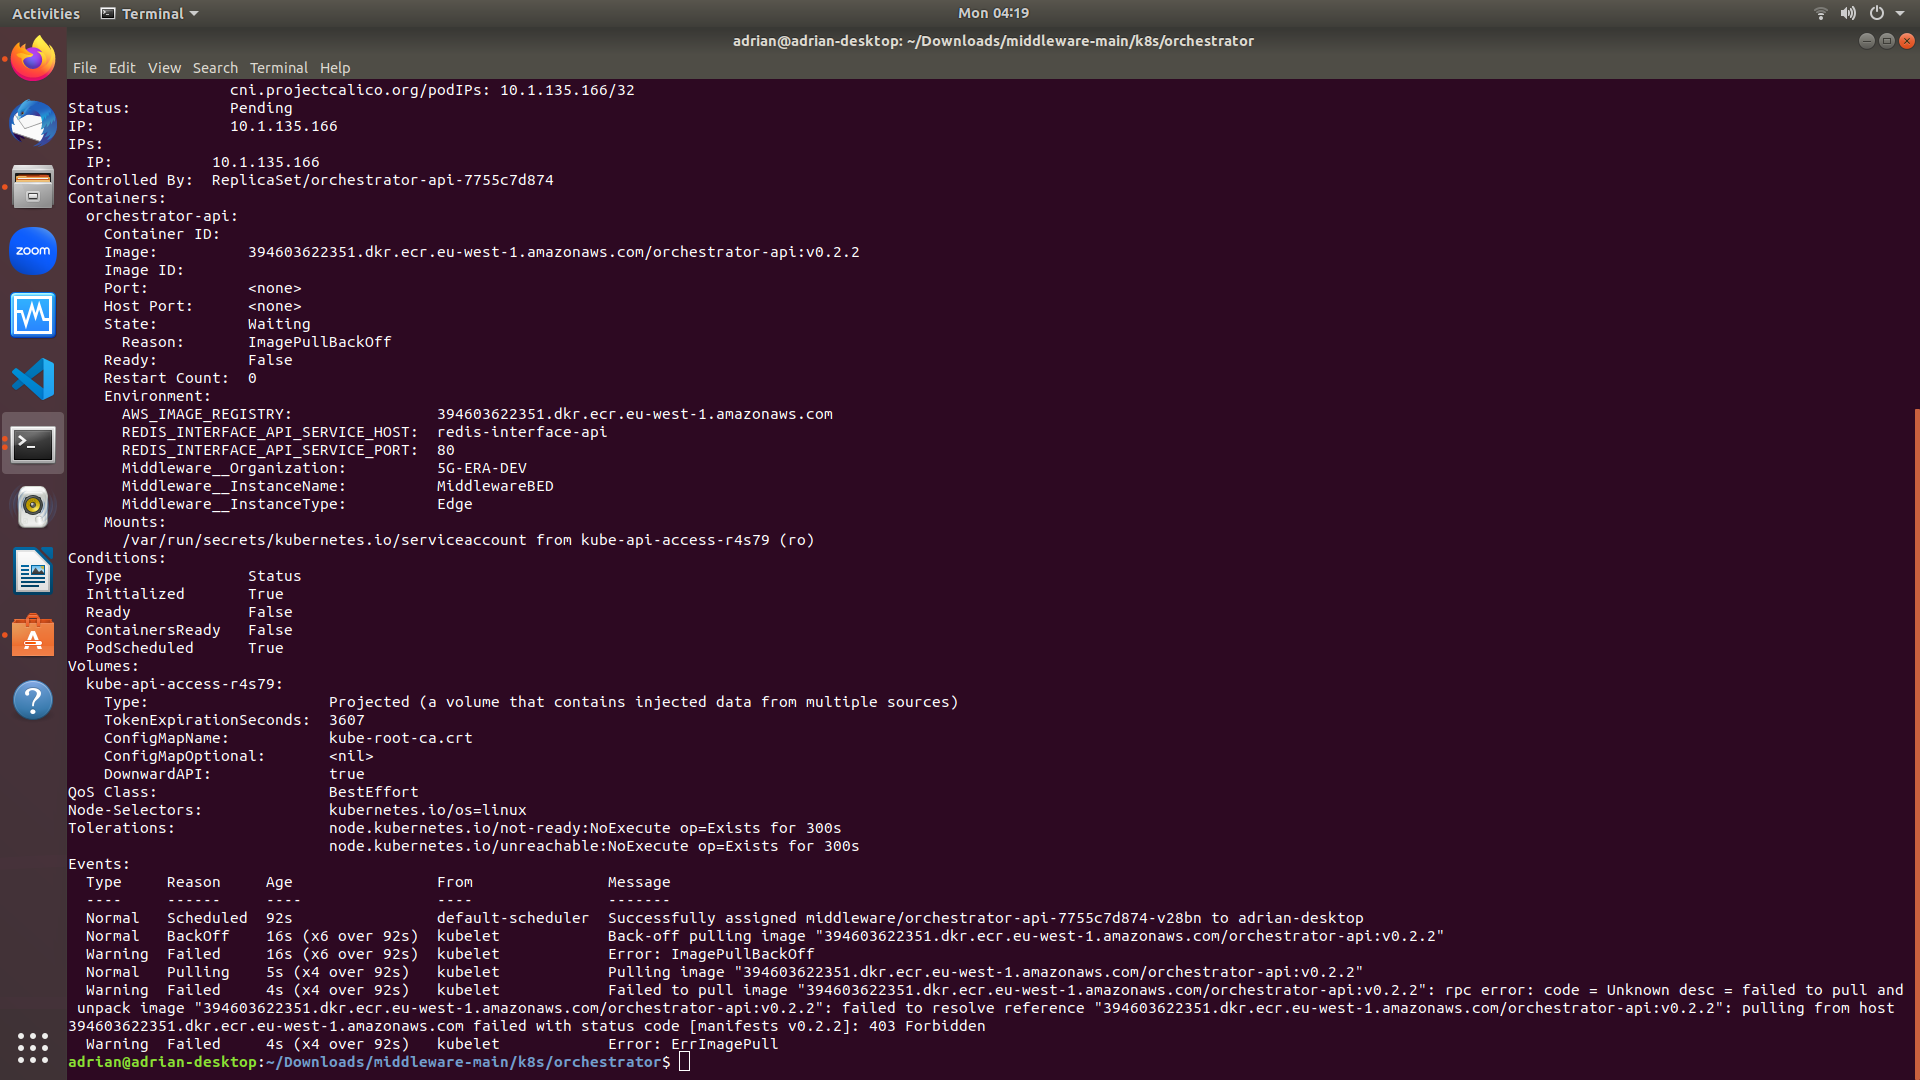 Activities
Terminal
Mon 04:19
adrian@adrian-desktop: ~/Downloads/middleware-main/k8s/orchestrator
File Edit View Search Terminal Help
cni.projectcalico.org/podIPs: 10.1.135.166/32
Status: Pending
IP: 10.1.135.166
IPs:
IP: 10.1.135.166
Controlled By: ReplicaSet/orchestrator-api-7755c7d874
Containers:
orchestrator-api:
Container ID:
Image: 394603622351.dkr.ecr.eu-west-1.amazonaws.com/orchestrator-api:v0.2.2
Image ID:
Port: <none>
Host Port: <none>
State: Waiting
Reason: ImagePullBackOff
Ready: False
Restart Count: 0
Environment:
AWS_IMAGE_REGISTRY: 394603622351.dkr.ecr.eu-west-1.amazonaws.com
REDIS_INTERFACE_API_SERVICE_HOST: redis-interface-api
REDIS_INTERFACE_API_SERVICE_PORT: 80
Middleware__Organization: 5G-ERA-DEV
Middleware__InstanceName: MiddlewareBED
Middleware__InstanceType: Edge
Mounts:
/var/run/secrets/kubernetes.io/serviceaccount from kube-api-access-r4s79 (ro)
Conditions:
Type Status
Initialized True
Ready False
ContainersReady False
PodScheduled True
Volumes:
kube-api-access-r4s79:
Type: Projected (a volume that contains injected data from multiple sources)
TokenExpirationSeconds: 3607
ConfigMapName: kube-root-ca.crt
ConfigMapOptional: <nil>
DownwardAPI: true
QoS Class: BestEffort
Node-Selectors: kubernetes.io/os=linux
Tolerations: node.kubernetes.io/not-ready:NoExecute op=Exists for 300s
node.kubernetes.io/unreachable:NoExecute op=Exists for 300s
Events:
Type Reason Age From Message
---- ------ ---- ---- -------
Normal Scheduled 92s default-scheduler Successfully assigned middleware/orchestrator-api-7755c7d874-v28bn to adrian-desktop
Normal BackOff 16s (x6 over 92s) kubelet Back-off pulling image "394603622351.dkr.ecr.eu-west-1.amazonaws.com/orchestrator-api:v0.2.2"
Warning Failed 16s (x6 over 92s) kubelet Error: ImagePullBackOff
Normal Pulling 5s (x4 over 92s) kubelet Pulling image "394603622351.dkr.ecr.eu-west-1.amazonaws.com/orchestrator-api:v0.2.2"
Warning Failed 4s (x4 over 92s) kubelet Failed to pull image "394603622351.dkr.ecr.eu-west-1.amazonaws.com/orchestrator-api:v0.2.2": rpc error: code = Unknown desc = failed to pull and
unpack image "394603622351.dkr.ecr.eu-west-1.amazonaws.com/orchestrator-api:v0.2.2": failed to resolve reference "394603622351.dkr.ecr.eu-west-1.amazonaws.com/orchestrator-api:v0.2.2": pulling from host
394603622351.dkr.ecr.eu-west-1.amazonaws.com failed with status code [manifests v0.2.2]: 403 Forbidden
Warning Failed 4s (x4 over 92s) kubelet Error: ErrImagePull
adrian@adrian-desktop:~/Downloads/middleware-main/k8s/orchestrator$
zoom